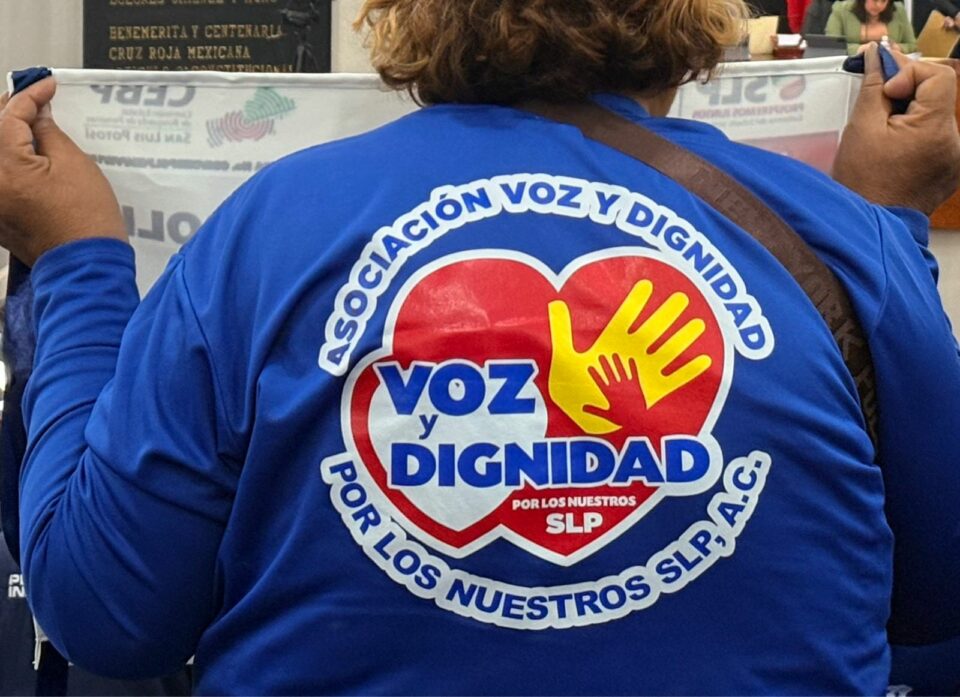 BENEMERITA Y CENTENARIA
CRUZ ROJA MEXICANA
CEBP
SAN LUIS POTOSÍ
SLP
ASOCIACIÓN VOZ Y DIGNIDAD
VOZ
y
DIGNIDAD
POR LOS NUESTROS
SLP
POR LOS NUESTROS SLP, A.C.